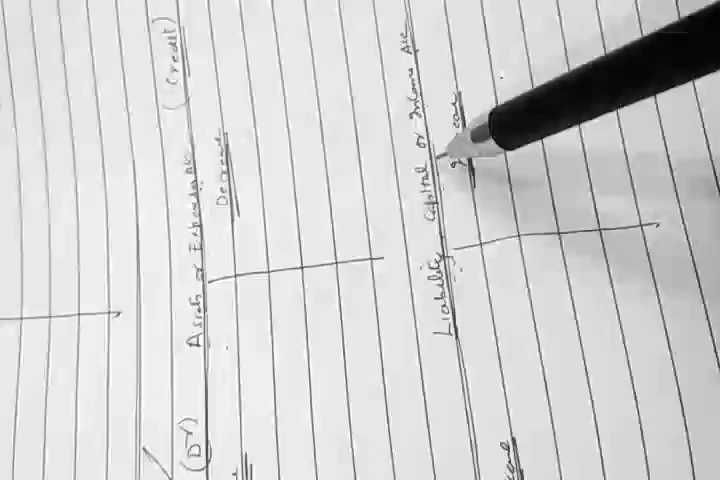 (Dr) Assets or Expenses A/c (Credit)
Decrease
Liability, Capital or Income A/c